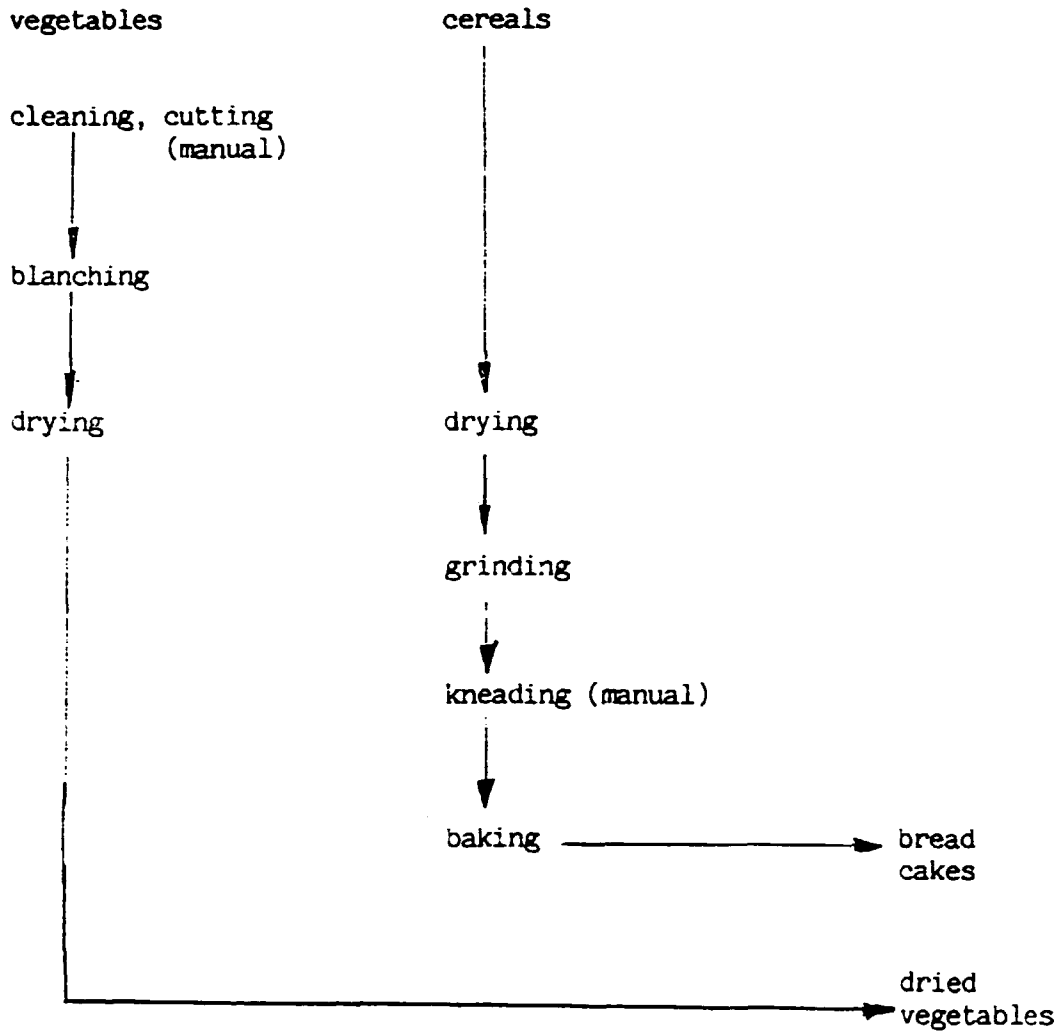 vegetables
cereals
cleaning, cutting
(manual)
blanching
drying
drying
grinding
kneading (manual)
baking
bread
cakes
dried
vegetables